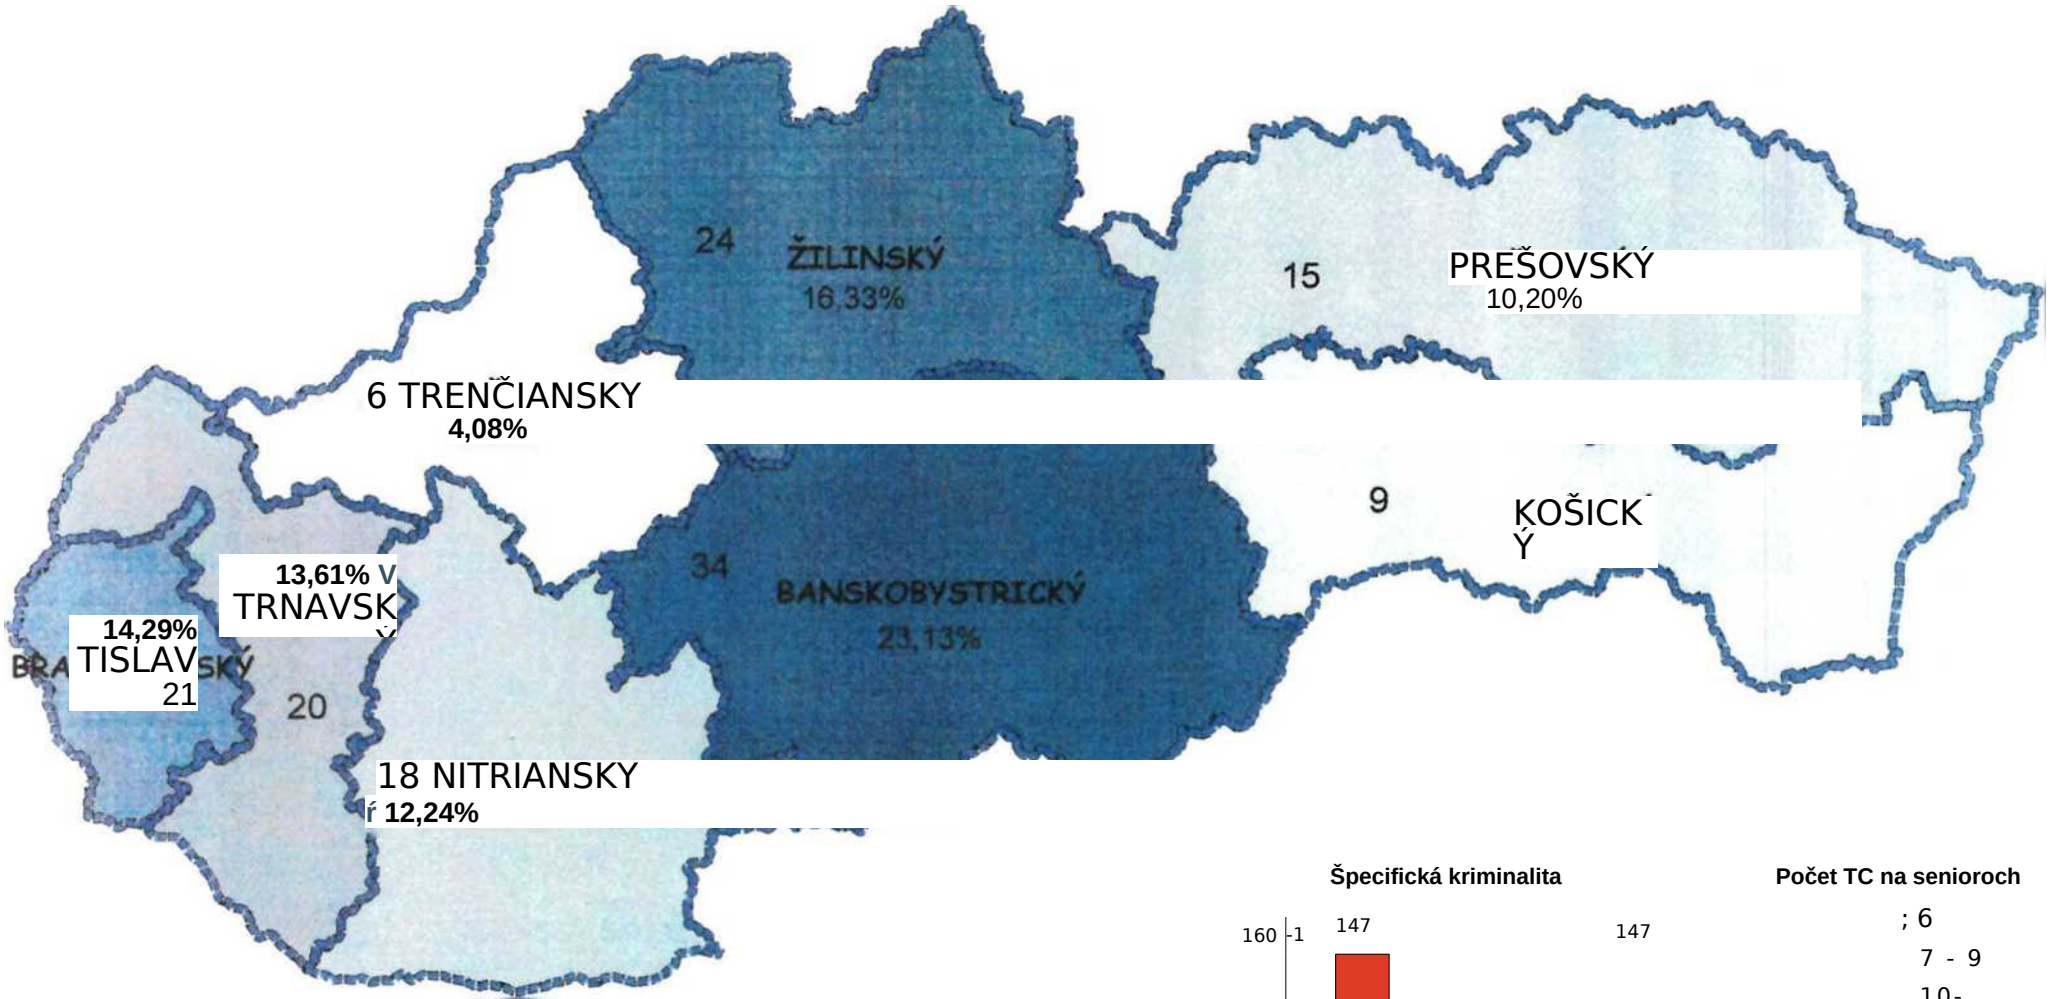 24
ŽILINSKÝ
16,33%
15
PREŠOVSKÝ
10,20%
6 TRENČIANSKY
4,08%
9
KOŠICK
Ý
34
BANSKOBYSTRICKÝ
23,13%
13,61% V
TRNAVSK
Ý
14,29%
BRATISLAVSKÝ
21
20
18 NITRIANSKY
ŕ 12,24%
Špecifická kriminalita
Počet TC na senioroch
160 -1
147
147
; 6
7 - 9
10-